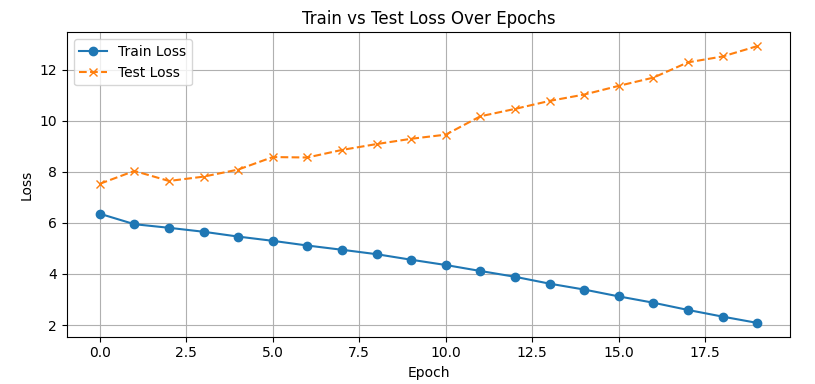 Train vs Test Loss Over Epochs
Train Loss
Test Loss
12
10
8
6
4
2
Loss
0.0 2.5 5.0 7.5 10.0 12.5 15.0 17.5
Epoch